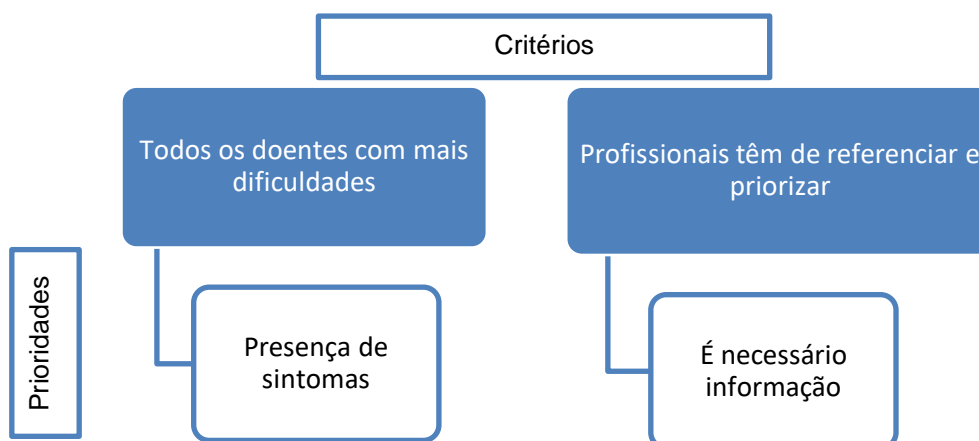 Critérios
Todos os doentes com mais
dificuldades
Profissionais têm de referenciar e
priorizar
Prioridades
Presença de
sintomas
É necessário
informação